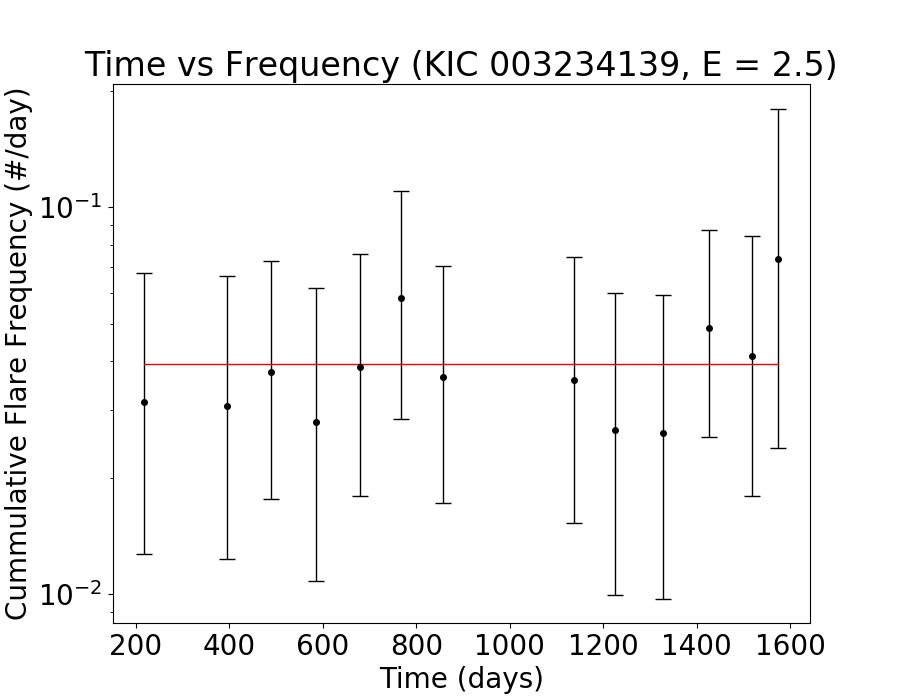 Time vs Frequency (KIC 003234139, E = 2.5)
Cummulative Flare Frequency (#/day)
10⁻¹
10⁻²
200 400 600 800 1000 1200 1400 1600
Time (days)